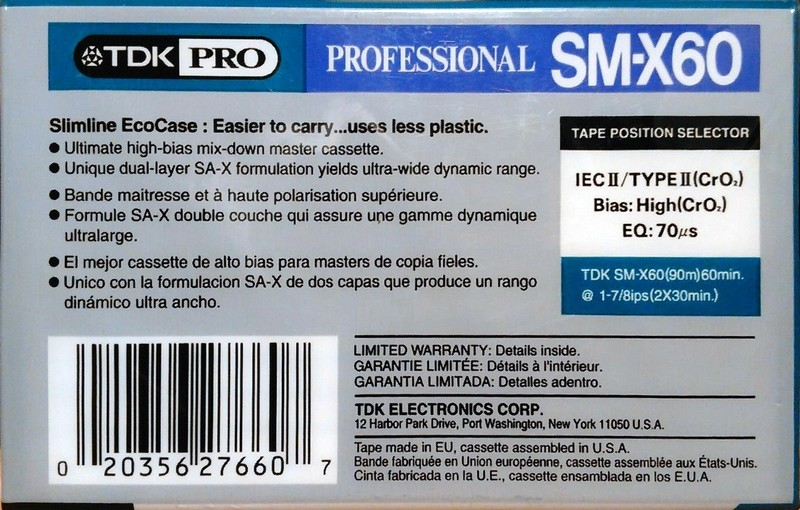 TDK PRO PROFESSIONAL SM-X60
Slimline EcoCase : Easier to carry...uses less plastic.
● Ultimate high-bias mix-down master cassette.
● Unique dual-layer SA-X formulation yields ultra-wide dynamic range.
● Bande maitresse et à haute polarisation supérieure.
● Formule SA-X double couche qui assure une gamme dynamique
ultralarge.
● El mejor cassette de alto bias para masters de copia fieles.
● Unico con la formulacion SA-X de dos capas que produce un rango
dinámico ultra ancho.
TAPE POSITION SELECTOR
IEC II/TYPE II (CrO₂)
Bias: High(CrO₂)
EQ: 70μs
TDK SM-X60(90m)60min.
@ 1-7/8ips(2X30min.)
0 20356 27660 7
LIMITED WARRANTY: Details inside.
GARANTIE LIMITÉE: Détails à l'intérieur.
GARANTIA LIMITADA: Detalles adentro.
TDK ELECTRONICS CORP.
12 Harbor Park Drive, Port Washington, New York 11050 U.S.A.
Tape made in EU, cassette assembled in U.S.A.
Bande fabriquée en Union européenne, cassette assemblée aux États-Unis.
Cinta fabricada en la U.E., cassette ensamblada en los E.U.A.